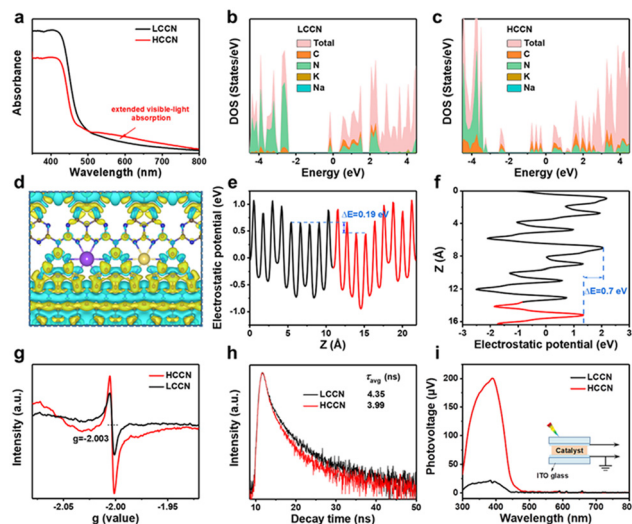 a
LCCN
HCCN
extended visible-light
absorption
Absorbance
400 500 600 700 800
Wavelength (nm)
b
LCCN
Total
C
N
K
Na
DOS (States/eV)
-4 -2 0 2 4
Energy (eV)
c
HCCN
Total
C
N
K
Na
DOS (States/eV)
-4 -2 0 2 4
Energy (eV)
d
e
ΔE=0.19 eV
Electrostatic potential (eV)
1.0
0.5
0.0
-0.5
-1.0
0 5 10 15 20
Z (Å)
f
ΔE=0.7 eV
Z (Å)
0
4
8
12
16
-3 -2 -1 0 1 2 3
Electrostatic potential (eV)
g
HCCN
LCCN
g=-2.003
Intensity (a.u.)
-2.05 -2.00 -1.95
g (value)
h
τavg (ns)
LCCN 4.35
HCCN 3.99
Intensity (a.u.)
10 20 30 40 50
Decay time (ns)
i
LCCN
HCCN
Catalyst
ITO glass
Photovoltage (μV)
200
150
100
50
0
300 400 500 600 700 800
Wavelength (nm)